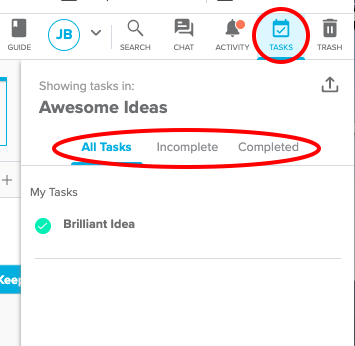 GUIDE
JB
SEARCH
CHAT
ACTIVITY
TASKS
TRASH
Showing tasks in:
Awesome Ideas
All Tasks Incomplete Completed
My Tasks
Brilliant Idea
Keep